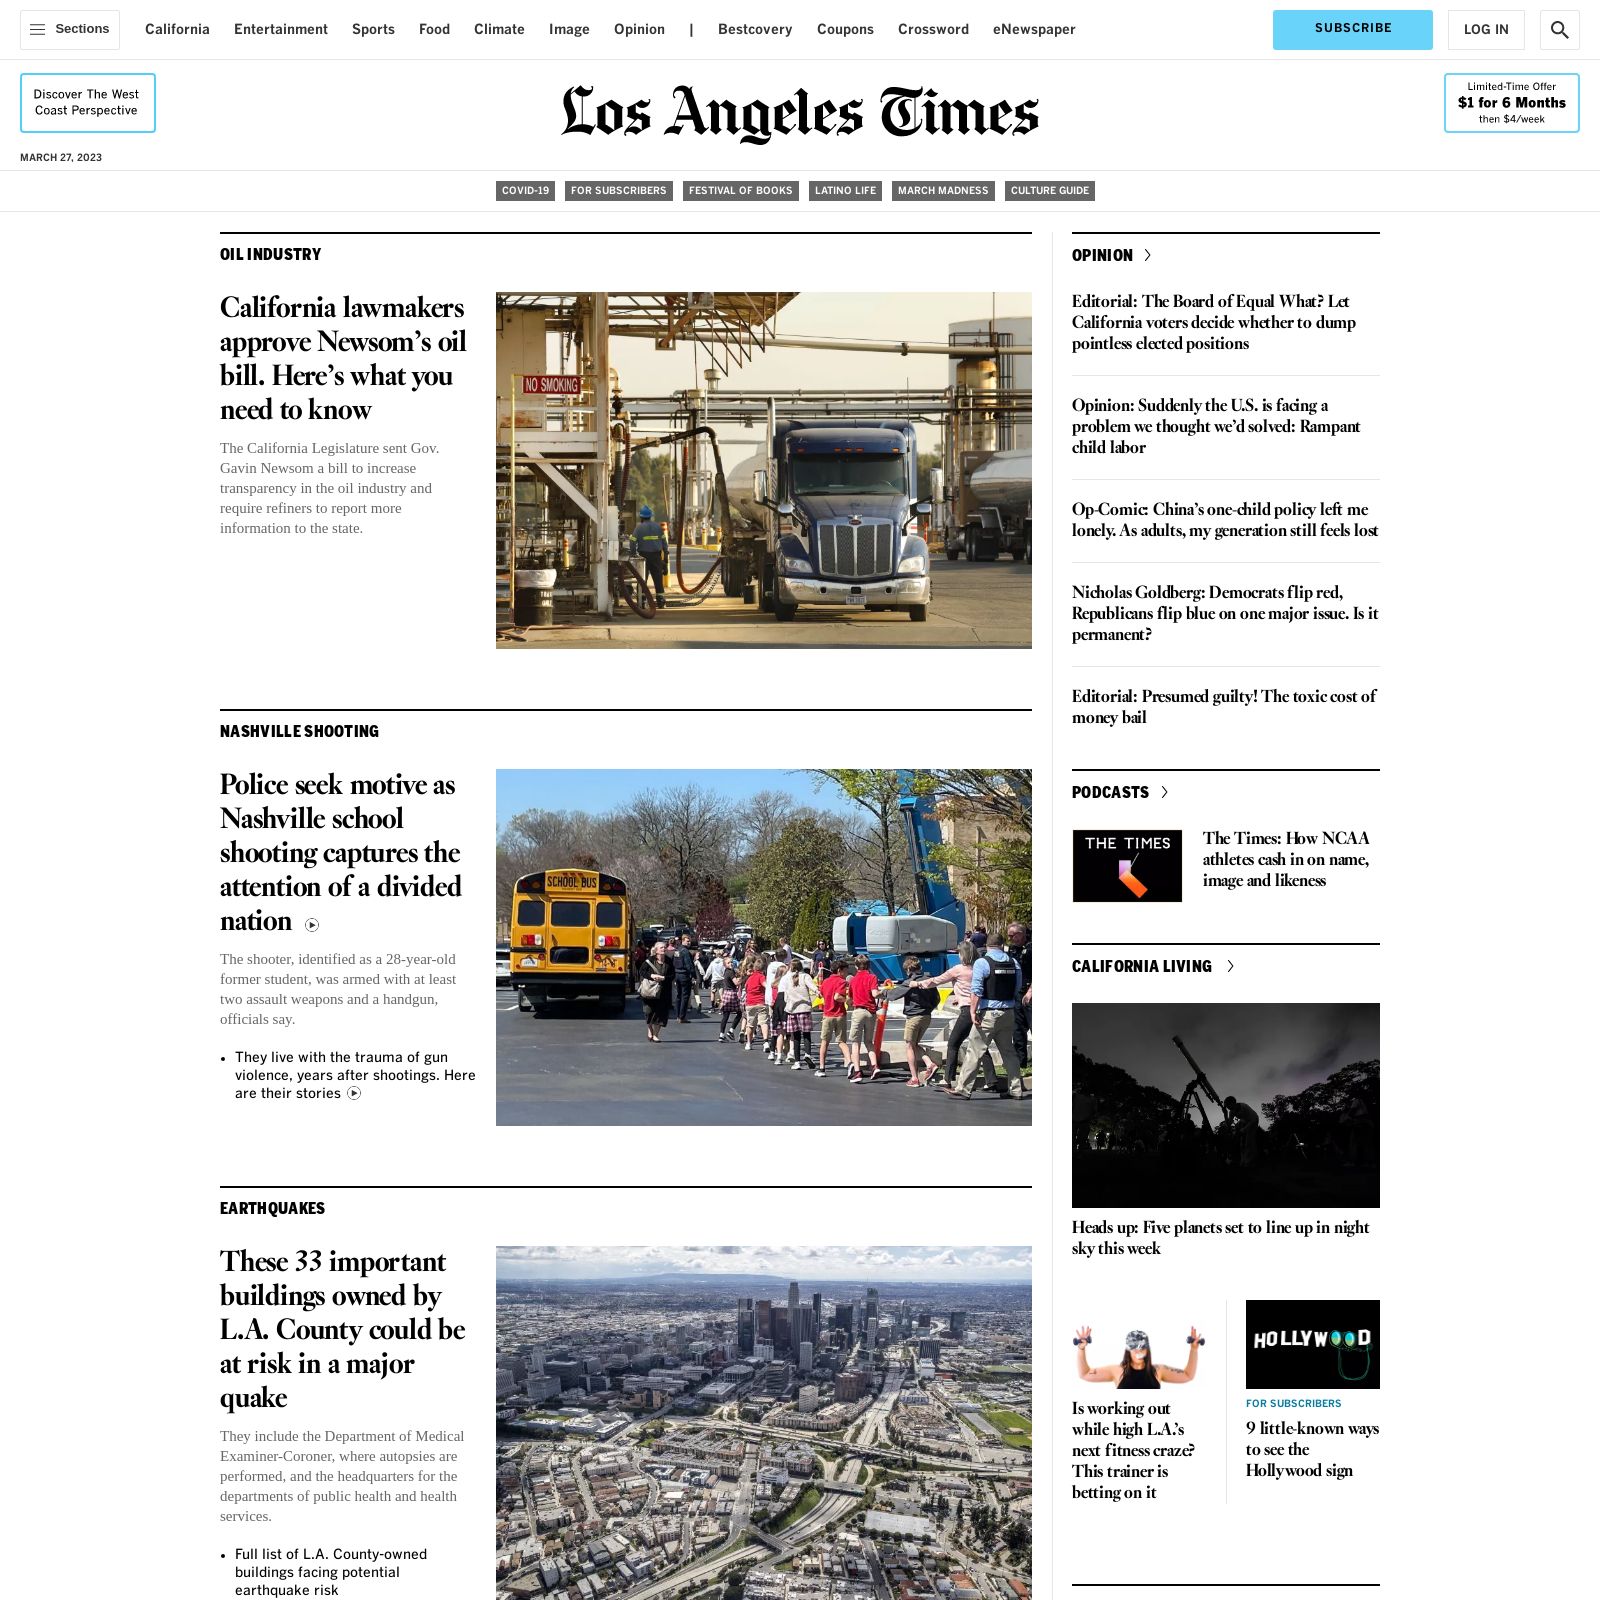 Sections
California
Entertainment
Sports
Food
Climate
Image
Opinion
|
Bestcovery
Coupons
Crossword
eNewspaper
SUBSCRIBE
LOG IN
Discover The West
Coast Perspective
Los Angeles Times
Limited-Time Offer
$1 for 6 Months
then $4/week
MARCH 27, 2023
COVID-19
FOR SUBSCRIBERS
FESTIVAL OF BOOKS
LATINO LIFE
MARCH MADNESS
CULTURE GUIDE
OIL INDUSTRY
California lawmakers
approve Newsom’s oil
bill. Here’s what you
need to know
The California Legislature sent Gov.
Gavin Newsom a bill to increase
transparency in the oil industry and
require refiners to report more
information to the state.
NO SMOKING
NASHVILLE SHOOTING
Police seek motive as
Nashville school
shooting captures the
attention of a divided
nation
The shooter, identified as a 28-year-old
former student, was armed with at least
two assault weapons and a handgun,
officials say.
• They live with the trauma of gun
violence, years after shootings. Here
are their stories
SCHOOL BUS
EARTHQUAKES
These 33 important
buildings owned by
L.A. County could be
at risk in a major
quake
They include the Department of Medical
Examiner-Coroner, where autopsies are
performed, and the headquarters for the
departments of public health and health
services.
• Full list of L.A. County-owned
buildings facing potential
earthquake risk
OPINION
Editorial: The Board of Equal What? Let
California voters decide whether to dump
pointless elected positions
Opinion: Suddenly the U.S. is facing a
problem we thought we’d solved: Rampant
child labor
Op-Comic: China’s one-child policy left me
lonely. As adults, my generation still feels lost
Nicholas Goldberg: Democrats flip red,
Republicans flip blue on one major issue. Is it
permanent?
Editorial: Presumed guilty! The toxic cost of
money bail
PODCASTS
THE TIMES
The Times: How NCAA
athletes cash in on name,
image and likeness
CALIFORNIA LIVING
Heads up: Five planets set to line up in night
sky this week
Is working out
while high L.A.’s
next fitness craze?
This trainer is
betting on it
HOLLYWOOD
FOR SUBSCRIBERS
9 little-known ways
to see the
Hollywood sign